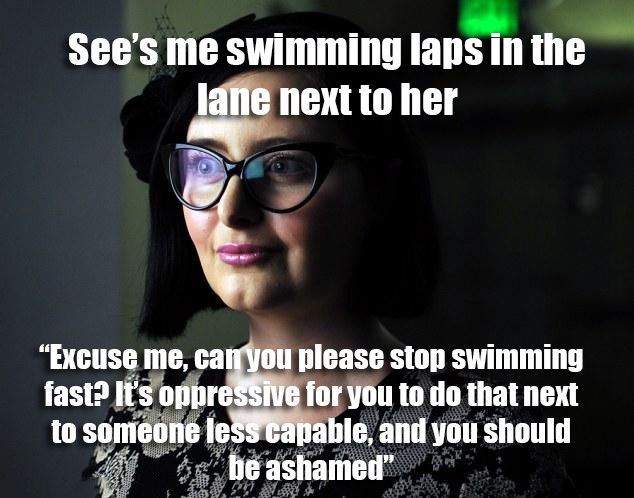 See's me swimming laps in the
lane next to her
“Excuse me, can you please stop swimming
fast? It's oppressive for you to do that next
to someone less capable, and you should
be ashamed”